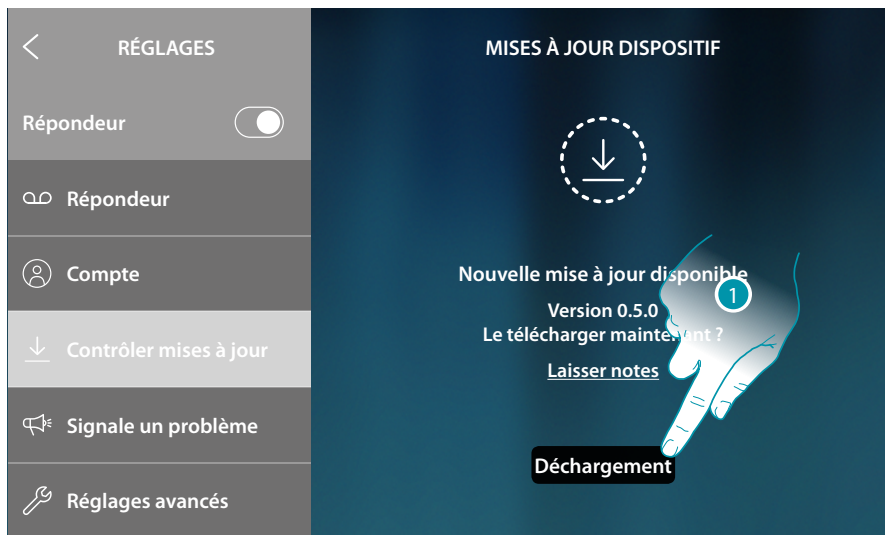 RÉGLAGES
Répondeur
Répondeur
Compte
Contrôler mises à jour
Signale un problème
Réglages avancés
MISES À JOUR DISPOSITIF
Nouvelle mise à jour disponible
1
Version 0.5.0
Le télécharger maintenant ?
Laisser notes
Déchargement